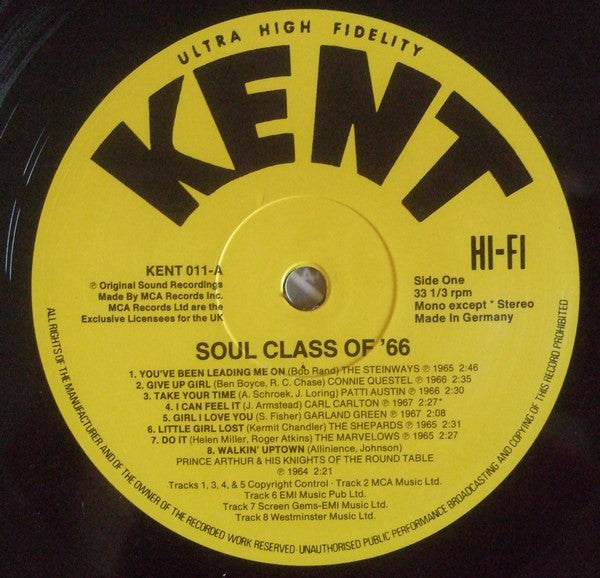 ULTRA HIGH FIDELITY
KENT
HI-FI
KENT 011-A
℗ Original Sound Recordings
Made By MCA Records Inc.
MCA Records Ltd are the
Exclusive Licensees for the UK
Side One
33 1/3 rpm
Mono except * Stereo
Made in Germany
SOUL CLASS OF '66
1. YOU'VE BEEN LEADING ME ON (Bob Rand) THE STEINWAYS ℗ 1965 2:46
2. GIVE UP GIRL (Ben Boyce, R. C. Chase) CONNIE QUESTEL ℗ 1966 2:35
3. TAKE YOUR TIME (A. Schroek, J. Loring) PATTI AUSTIN ℗ 1966 2:30
4. I CAN FEEL IT (J. Armstead) CARL CARLTON ℗ 1967 2:27*
5. GIRL I LOVE YOU (S. Fisher) GARLAND GREEN ℗ 1967 2:08
6. LITTLE GIRL LOST (Kermit Chandler) THE SHEPARDS ℗ 1965 2:31
7. DO IT (Helen Miller, Roger Atkins) THE MARVELOWS ℗ 1965 2:27
8. WALKIN' UPTOWN (Allinience, Johnson)
PRINCE ARTHUR & HIS KNIGHTS OF THE ROUND TABLE
℗ 1964 2:21
Tracks 1, 3, 4, & 5 Copyright Control · Track 2 MCA Music Ltd.
Track 6 EMI Music Pub Ltd.
Track 7 Screen Gems-EMI Music Ltd.
Track 8 Westminster Music Ltd.
ALL RIGHTS OF THE MANUFACTURER AND OF THE OWNER OF THE RECORDED WORK RESERVED · UNAUTHORISED PUBLIC PERFORMANCE BROADCASTING AND COPYING OF THIS RECORD PROHIBITED